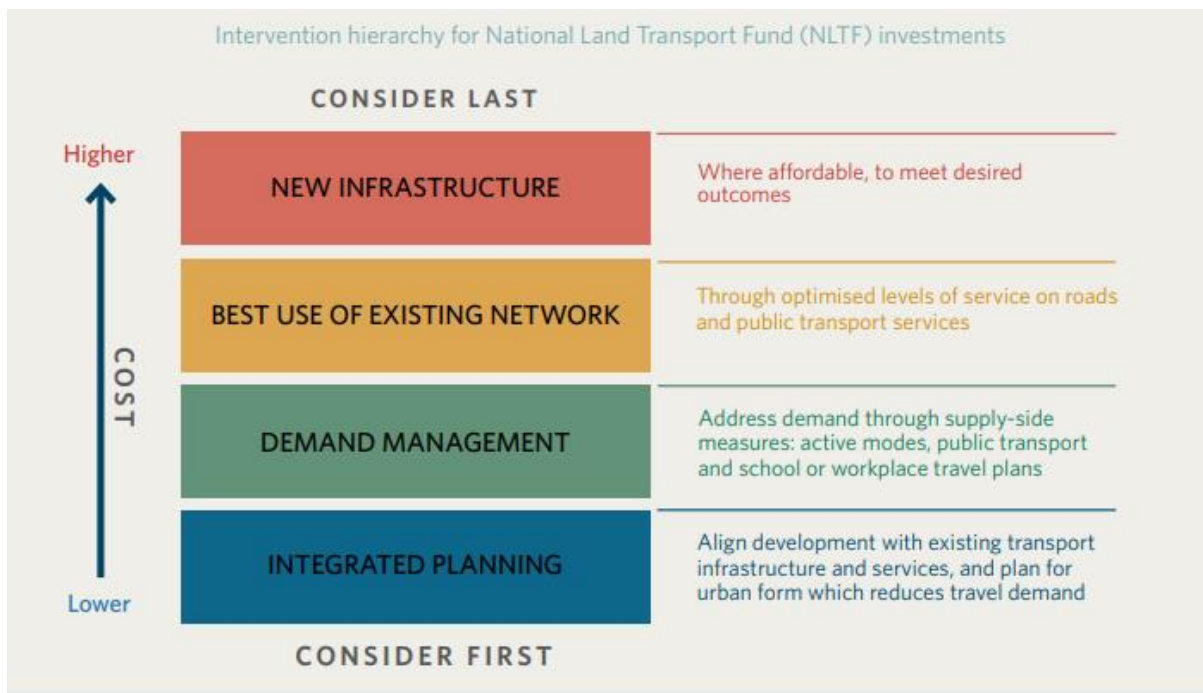 Intervention hierarchy for National Land Transport Fund (NLTF) investments
CONSIDER LAST
Higher
COST
Lower
NEW INFRASTRUCTURE
Where affordable, to meet desired
outcomes
BEST USE OF EXISTING NETWORK
Through optimised levels of service on roads
and public transport services
DEMAND MANAGEMENT
Address demand through supply-side
measures: active modes, public transport
and school or workplace travel plans
INTEGRATED PLANNING
Align development with existing transport
infrastructure and services, and plan for
urban form which reduces travel demand
CONSIDER FIRST